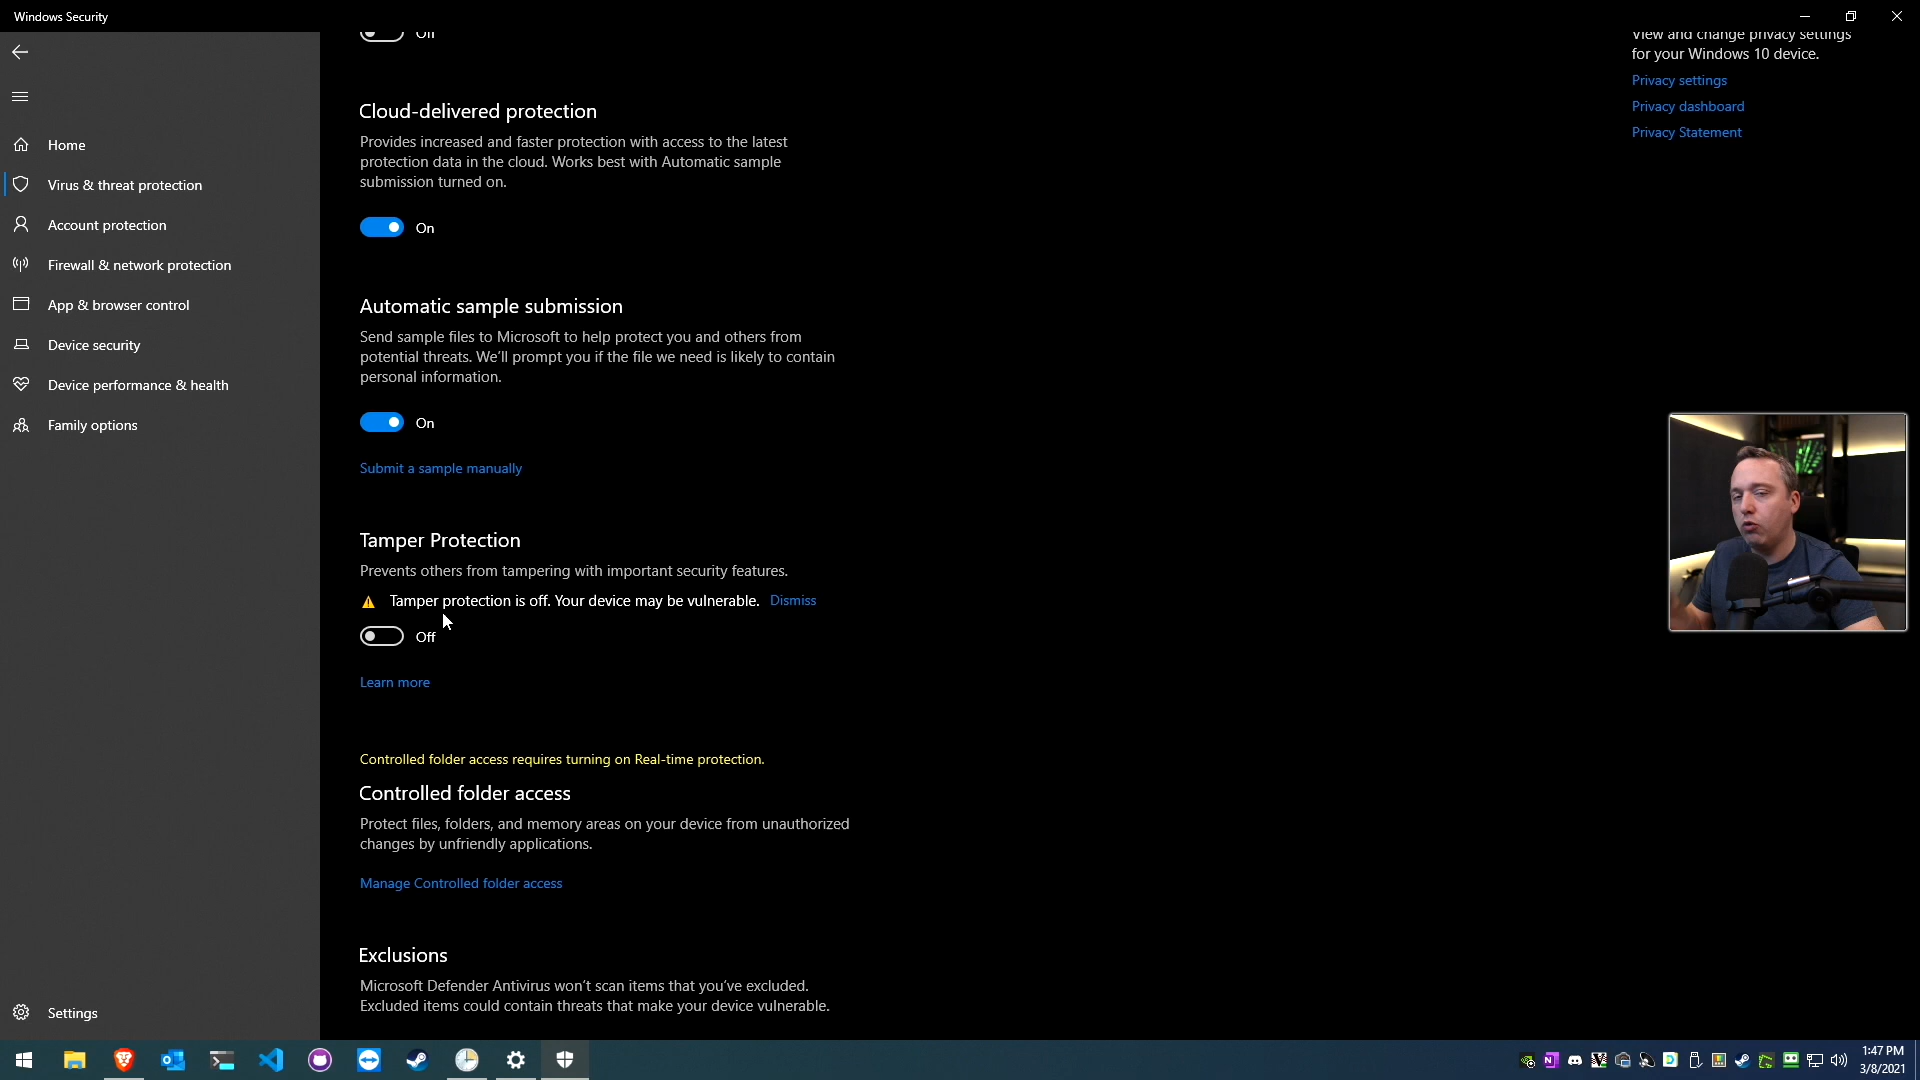 Windows Security
Off
View and change privacy settings
for your Windows 10 device.
Privacy settings
Privacy dashboard
Privacy Statement
Home
Virus & threat protection
Account protection
Firewall & network protection
App & browser control
Device security
Device performance & health
Family options
Settings
Cloud-delivered protection
Provides increased and faster protection with access to the latest
protection data in the cloud. Works best with Automatic sample
submission turned on.
On
Automatic sample submission
Send sample files to Microsoft to help protect you and others from
potential threats. We'll prompt you if the file we need is likely to contain
personal information.
On
Submit a sample manually
Tamper Protection
Prevents others from tampering with important security features.
Tamper protection is off. Your device may be vulnerable. Dismiss
Off
Learn more
Controlled folder access requires turning on Real-time protection.
Controlled folder access
Protect files, folders, and memory areas on your device from unauthorized
changes by unfriendly applications.
Manage Controlled folder access
Exclusions
Microsoft Defender Antivirus won't scan items that you've excluded.
Excluded items could contain threats that make your device vulnerable.
1:47 PM
3/8/2021